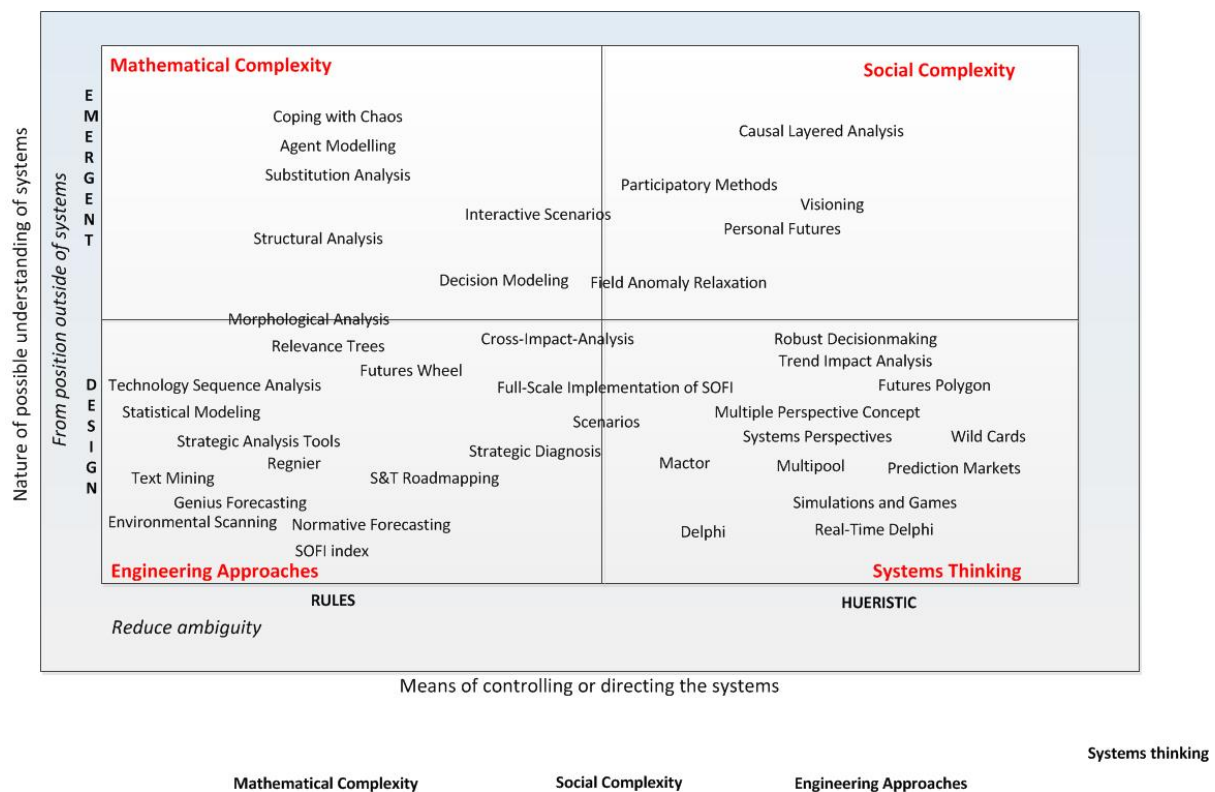 Mathematical Complexity
Social Complexity
EMERGENT
Coping with Chaos
Causal Layered Analysis
Agent Modelling
Substitution Analysis
Participatory Methods
Visioning
Interactive Scenarios
Personal Futures
Structural Analysis
Decision Modeling
Field Anomaly Relaxation
Nature of possible understanding of systems
From position outside of systems
Morphological Analysis
Cross-Impact-Analysis
Robust Decisionmaking
Relevance Trees
Trend Impact Analysis
Futures Wheel
DESIGN
Technology Sequence Analysis
Full-Scale Implementation of SOFI
Futures Polygon
Statistical Modeling
Multiple Perspective Concept
Scenarios
Strategic Analysis Tools
Systems Perspectives
Wild Cards
Strategic Diagnosis
Regnier
Mactor
Multipool
Prediction Markets
Text Mining
S&T Roadmapping
Genius Forecasting
Simulations and Games
Environmental Scanning
Normative Forecasting
Delphi
Real-Time Delphi
SOFI index
Engineering Approaches
Systems Thinking
RULES
HUERISTIC
Reduce ambiguity
Means of controlling or directing the systems
Systems thinking
Mathematical Complexity
Social Complexity
Engineering Approaches